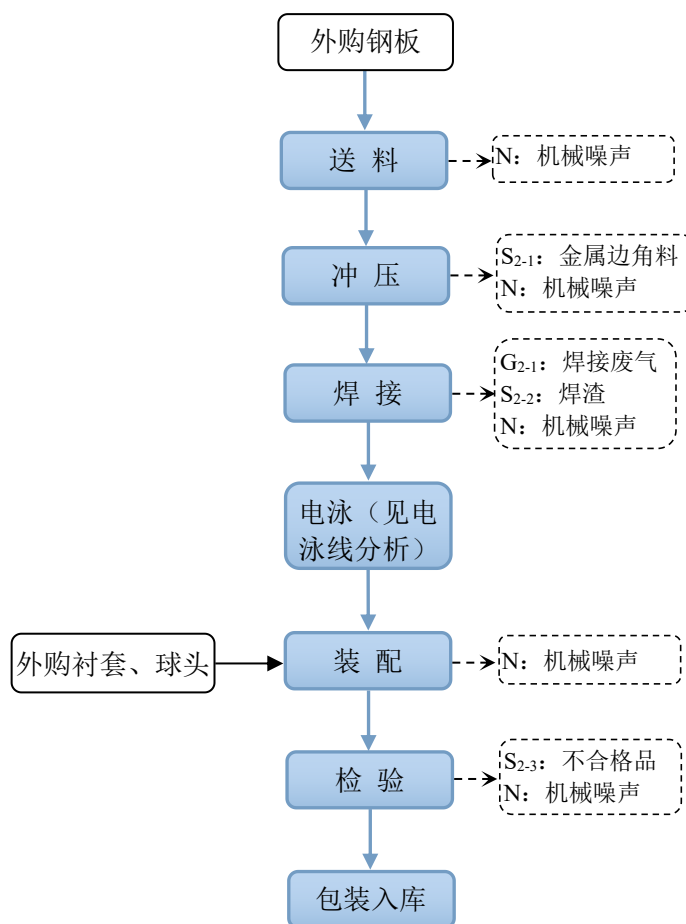 外购钢板
送 料
N：机械噪声
冲 压
S2-1：金属边角料
N：机械噪声
焊 接
G2-1：焊接废气
S2-2：焊渣
N：机械噪声
电泳（见电
泳线分析）
外购衬套、球头
装 配
N：机械噪声
检 验
S2-3：不合格品
N：机械噪声
包装入库